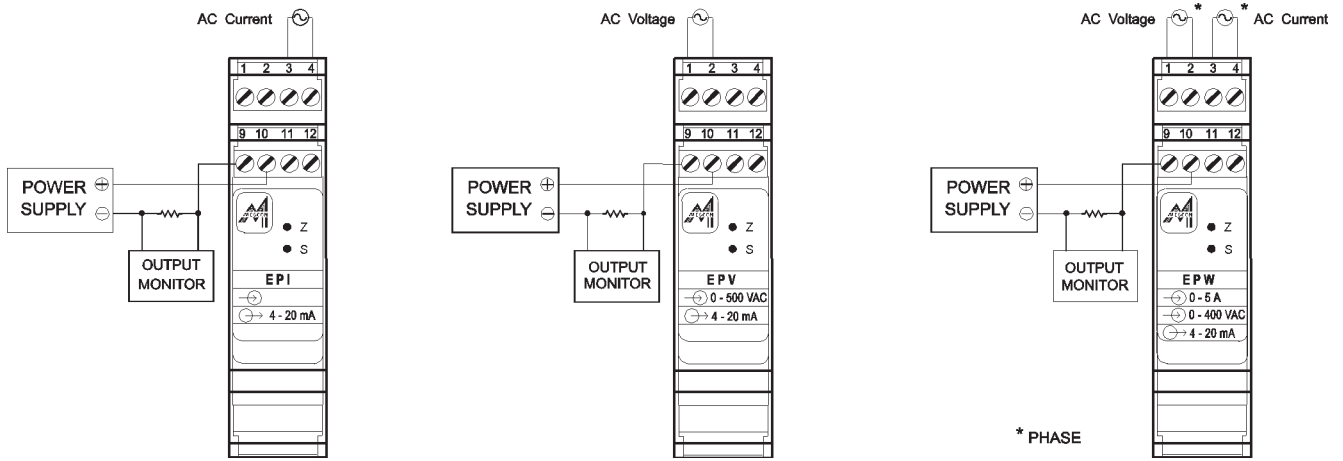 AC Current
1 2 3 4
9 10 11 12
POWER
SUPPLY
+
−
Z
S
OUTPUT
MONITOR
EPI
4 - 20 mA
AC Voltage
1 2 3 4
9 10 11 12
POWER
SUPPLY
+
−
Z
S
OUTPUT
MONITOR
EPV
0 - 500 VAC
4 - 20 mA
AC Voltage * * AC Current
1 2 3 4
9 10 11 12
POWER
SUPPLY
+
−
Z
S
OUTPUT
MONITOR
EPW
0 - 5 A
0 - 400 VAC
4 - 20 mA
* PHASE